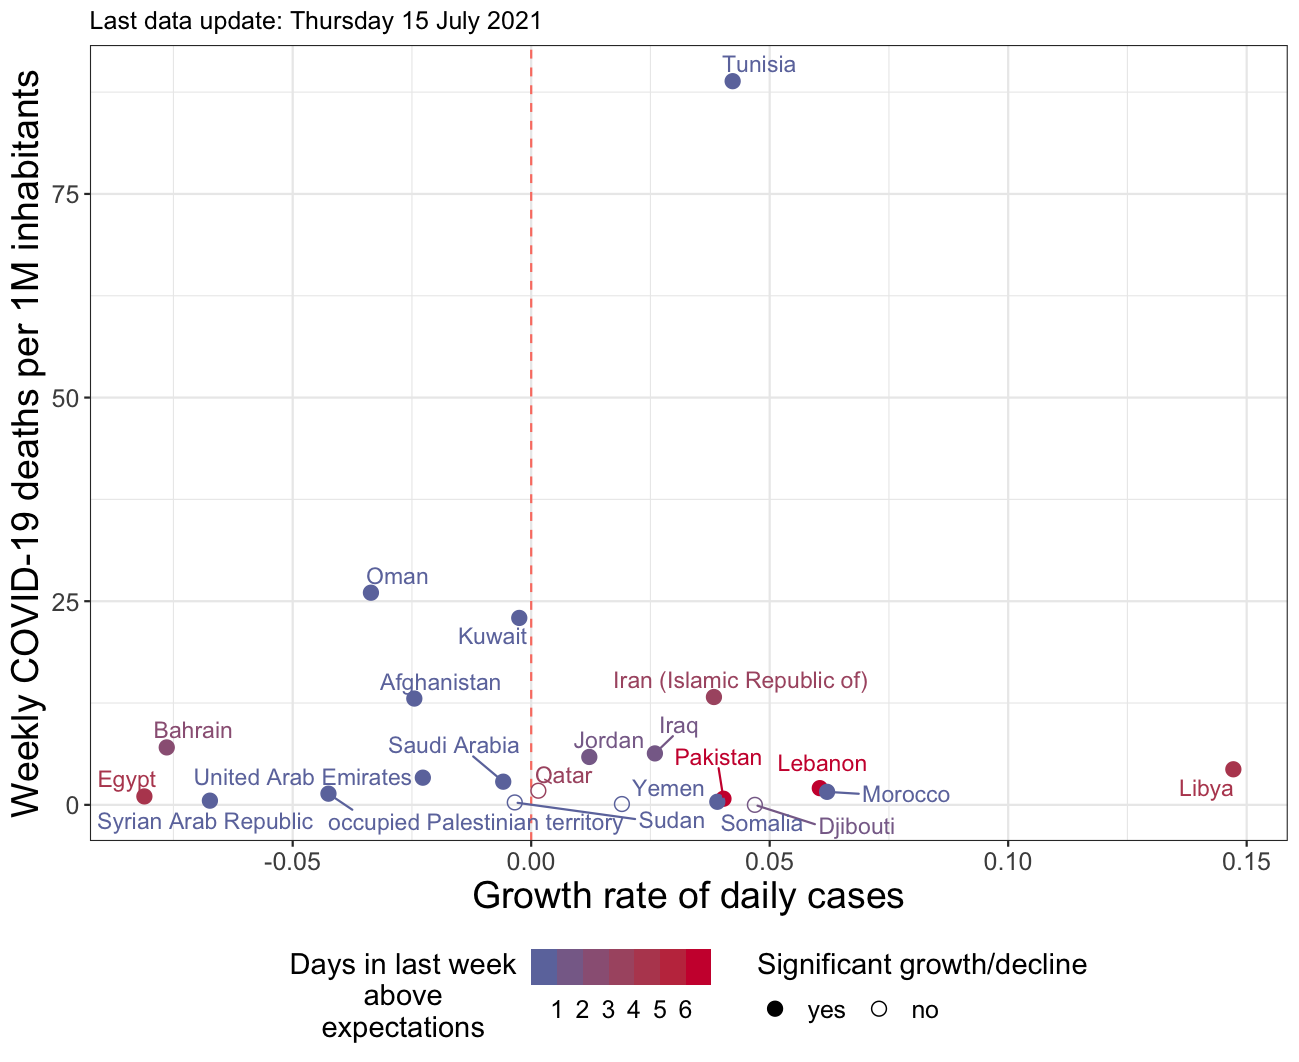 Last data update: Thursday 15 July 2021
Weekly COVID-19 deaths per 1M inhabitants
75
50
25
0
Tunisia
Oman
Kuwait
Afghanistan
Iran (Islamic Republic of)
Bahrain
Iraq
Jordan
Saudi Arabia
Pakistan
Lebanon
Egypt
United Arab Emirates
Qatar
Yemen
Morocco
Libya
Syrian Arab Republic
occupied Palestinian territory
Sudan
Somalia
Djibouti
-0.05
0.00
0.05
0.10
0.15
Growth rate of daily cases
Days in last week
above
expectations
1 2 3 4 5 6
Significant growth/decline
yes
no